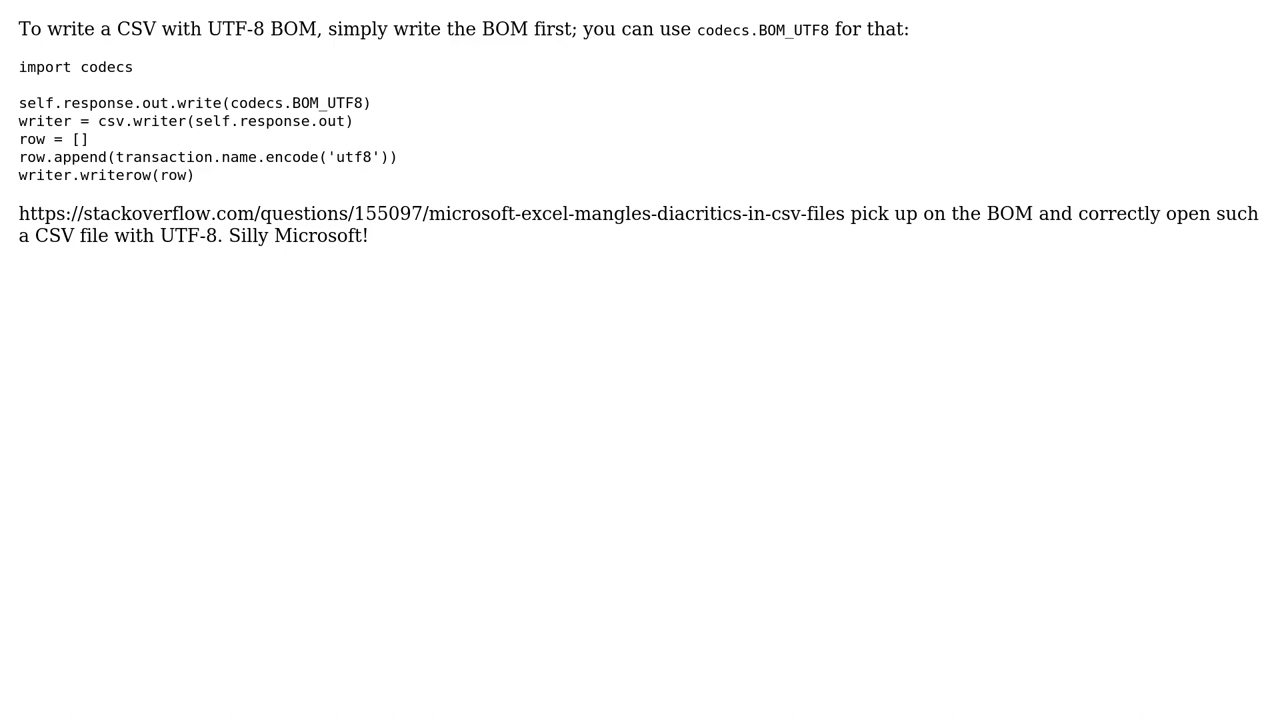 To write a CSV with UTF-8 BOM, simply write the BOM first; you can use codecs.BOM_UTF8 for that:
import codecs
self.response.out.write(codecs.BOM_UTF8)
writer = csv.writer(self.response.out)
row = []
row.append(transaction.name.encode('utf8'))
writer.writerow(row)
https://stackoverflow.com/questions/155097/microsoft-excel-mangles-diacritics-in-csv-files pick up on the BOM and correctly open such
a CSV file with UTF-8. Silly Microsoft!